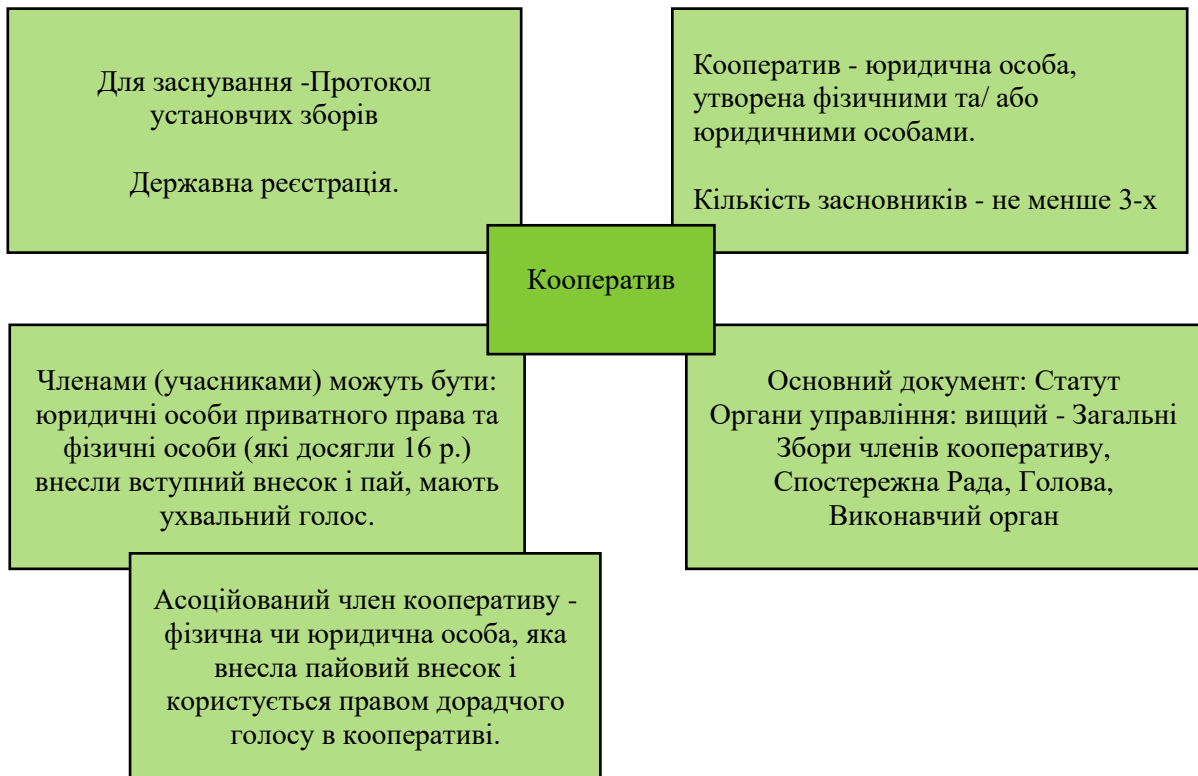 Для заснування -Протокол
установчих зборів
Державна реєстрація.
Кооператив - юридична особа,
утворена фізичними та/ або
юридичними особами.
Кількість засновників - не менше 3-х
Кооператив
Членами (учасниками) можуть бути:
юридичні особи приватного права та
фізичні особи (які досягли 16 р.)
внесли вступний внесок і пай, мають
ухвальний голос.
Основний документ: Статут
Органи управління: вищий - Загальні
Збори членів кооперативу,
Спостережна Рада, Голова,
Виконавчий орган
Асоційований член кооперативу -
фізична чи юридична особа, яка
внесла пайовий внесок і
користується правом дорадчого
голосу в кооперативі.